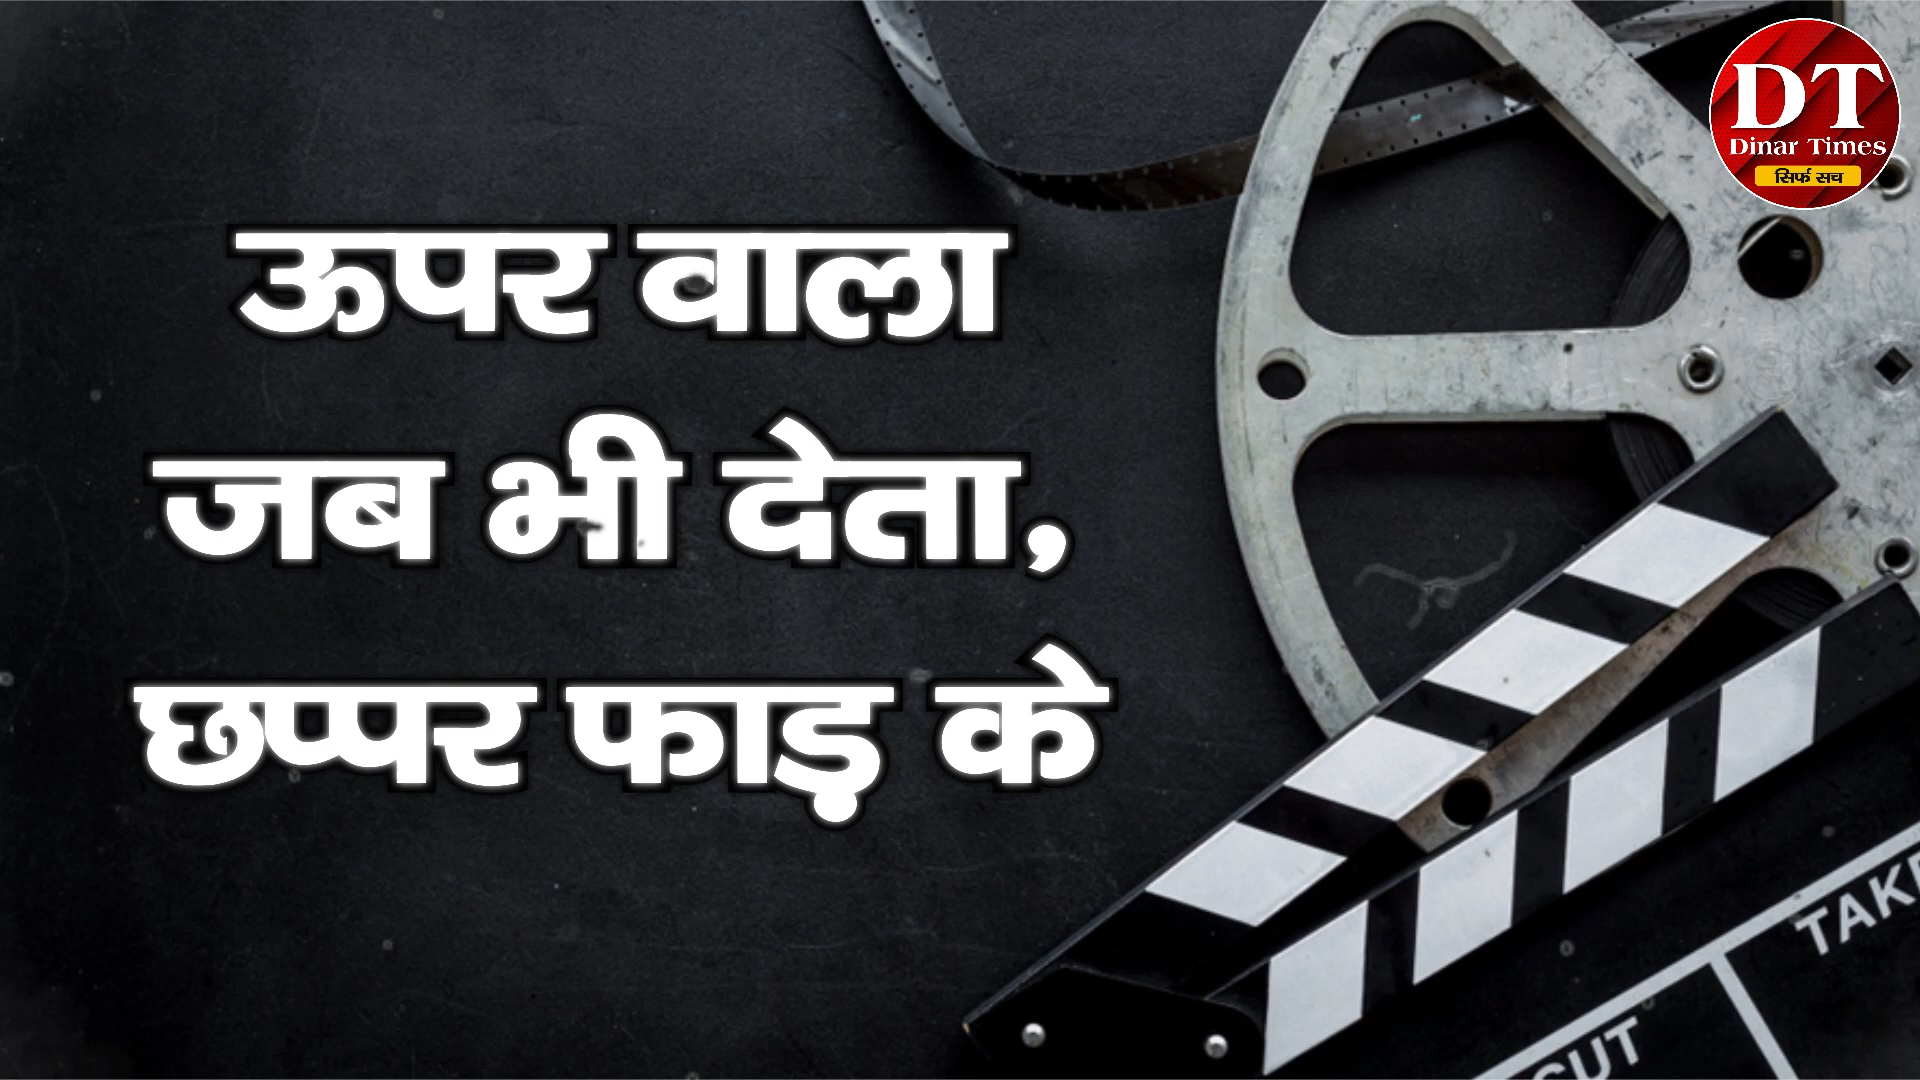 DT
Dinar Times
सिर्फ सच
ऊपर वाला
जब भी देता,
छप्पर फाड़ के
TAKE
CUT